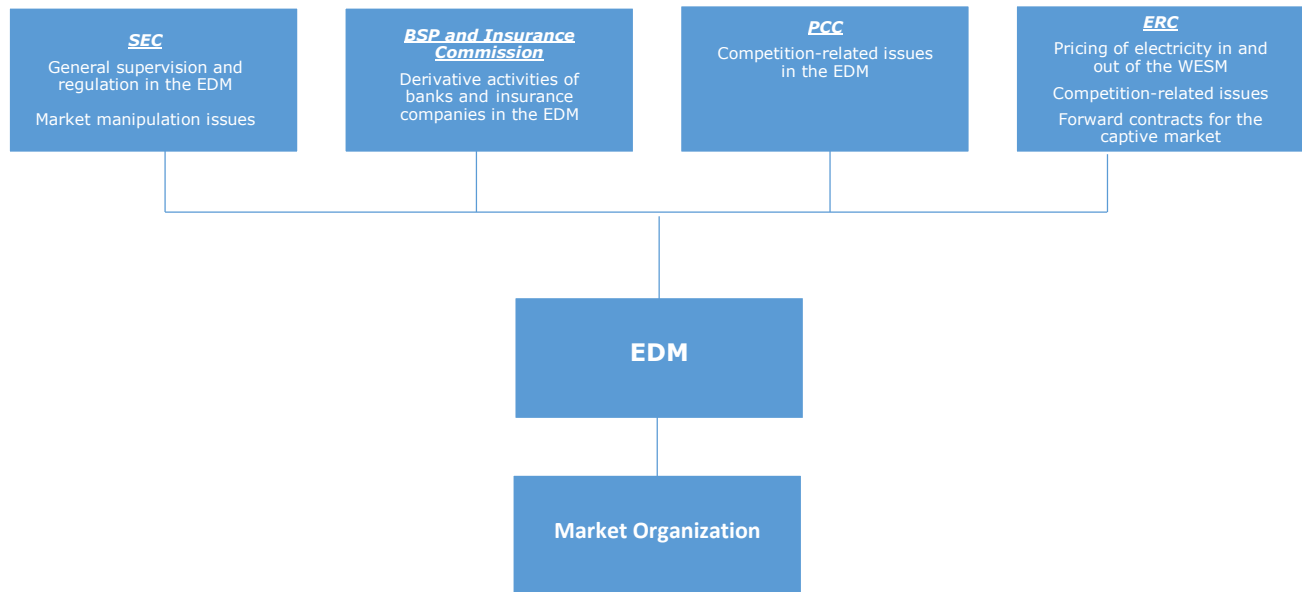 SEC
General supervision and
regulation in the EDM
Market manipulation issues
BSP and Insurance
Commission
Derivative activities of
banks and insurance
companies in the EDM
PCC
Competition-related issues
in the EDM
ERC
Pricing of electricity in and
out of the WESM
Competition-related issues
Forward contracts for the
captive market
EDM
Market Organization